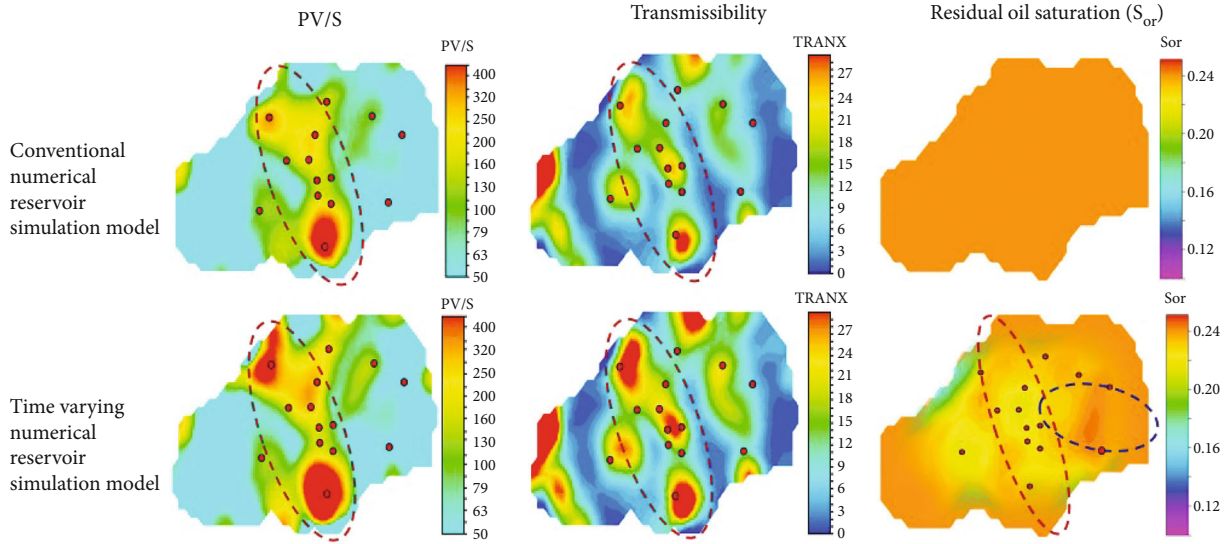 PV/S
Transmissibility
Residual oil saturation (Sor)
Conventional
numerical
reservoir
simulation model
PV/S
400
320
250
200
160
130
100
79
63
50
TRANX
27
24
21
18
15
12
9
6
3
0
Sor
0.24
0.20
0.16
0.12
Time varying
numerical
reservoir
simulation model
PV/S
400
320
250
200
160
130
100
79
63
50
TRANX
27
24
21
18
15
12
9
6
3
0
Sor
0.24
0.20
0.16
0.12